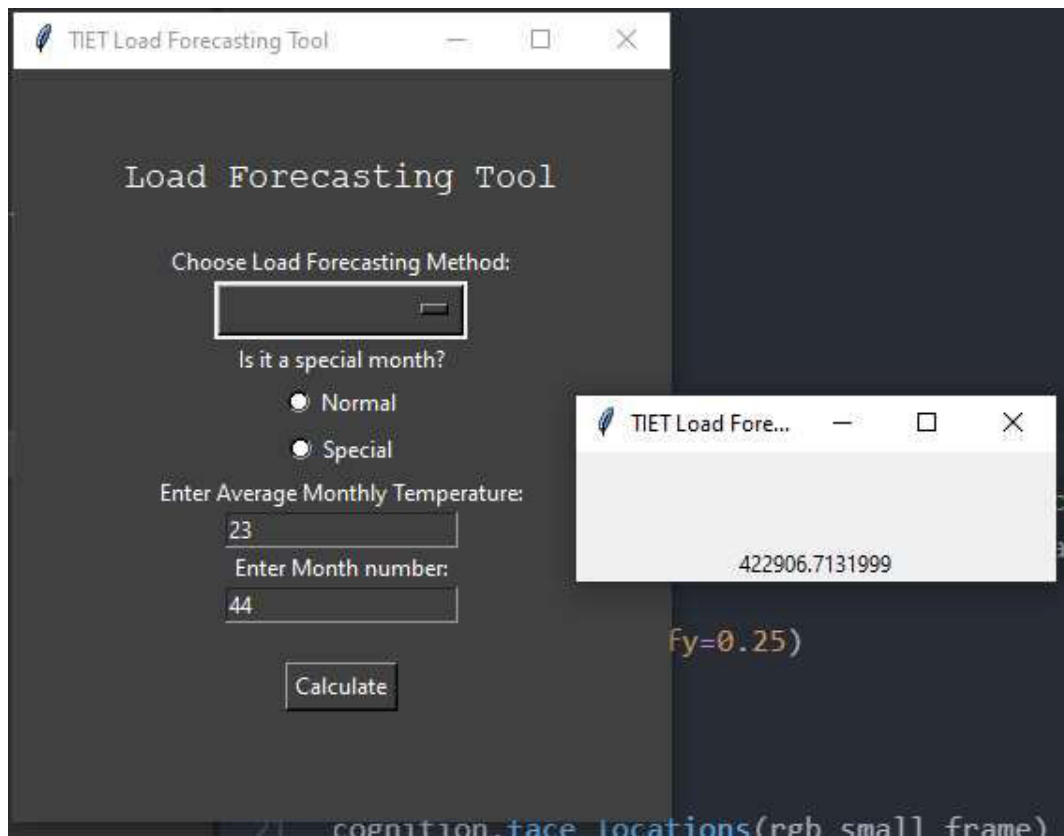 TIET Load Forecasting Tool
Load Forecasting Tool
Choose Load Forecasting Method:
Is it a special month?
Normal
Special
Enter Average Monthly Temperature:
23
Enter Month number:
44
Calculate
TIET Load Fore...
422906.7131999
fy=0.25)
21 cognition.face_locations(rgb_small_frame)